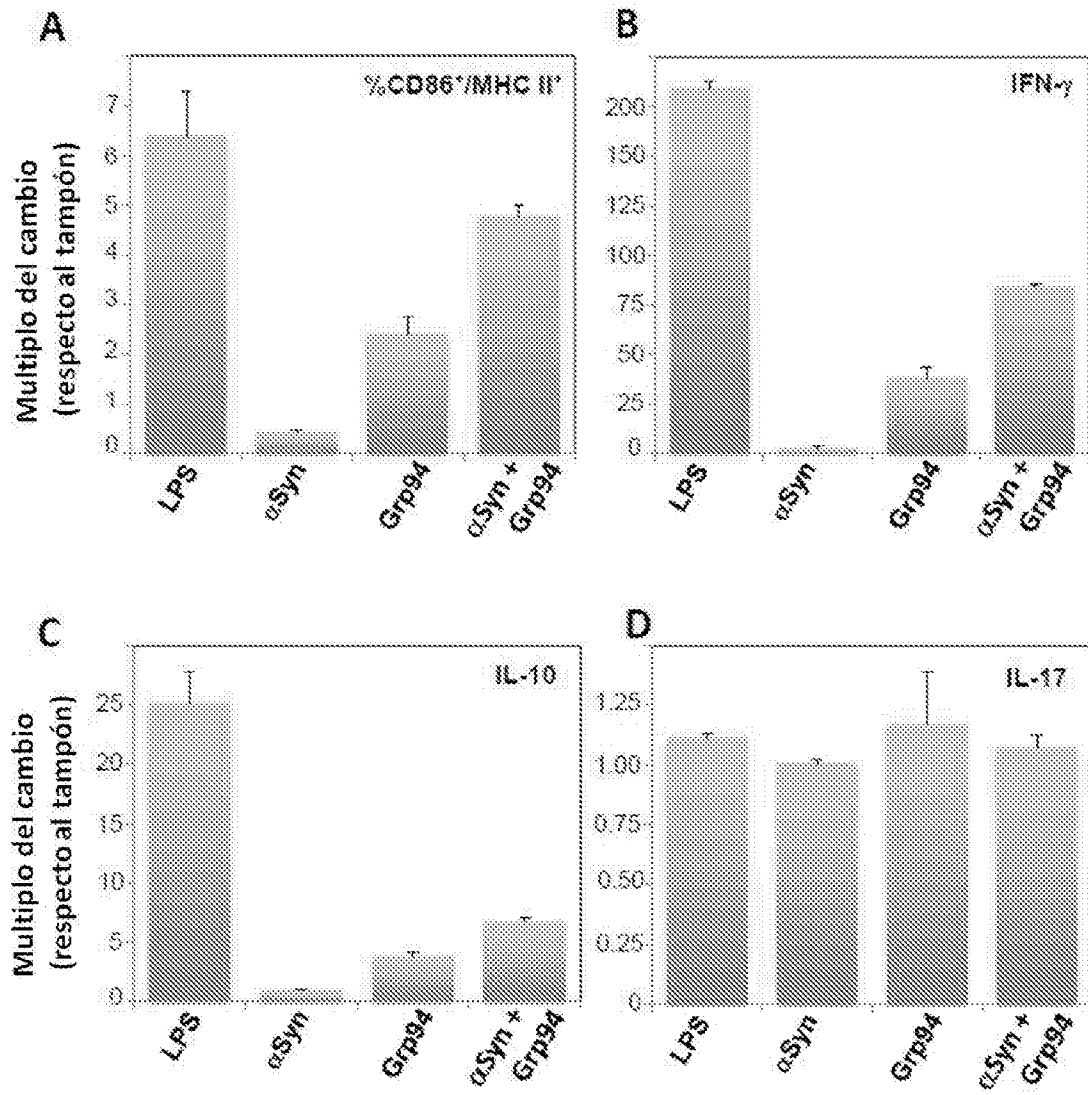 A
%CD86⁺/MHC II⁺
Multiplo del cambio
(respecto al tampón)
7
6
5
4
3
2
1
0
LPS
αSyn
Grp94
αSyn +
Grp94
B
IFN-γ
200
150
125
100
75
50
25
0
LPS
αSyn
Grp94
αSyn +
Grp94
C
IL-10
Multiplo del cambio
(respecto al tampón)
25
20
15
10
5
0
LPS
αSyn
Grp94
αSyn +
Grp94
D
IL-17
1.25
1.00
0.75
0.50
0.25
0
LPS
αSyn
Grp94
αSyn +
Grp94